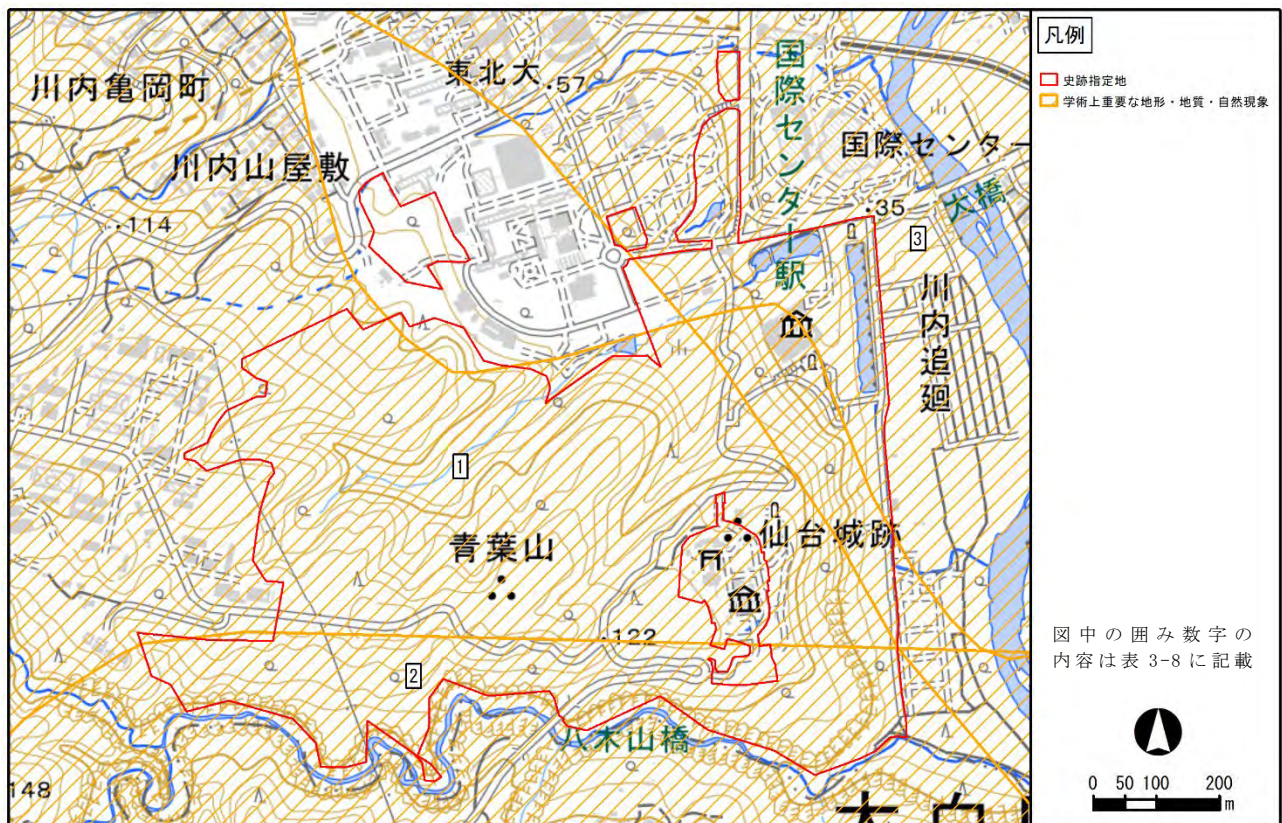 凡例
史跡指定地
学術上重要な地形・地質・自然現象
川内亀岡町
東北大
57
国際センター駅
川内山屋敷
国際センター
大橋
114
35
3
川内追廻
1
青葉山
仙台城跡
122
2
八木山橋
148
図中の囲み数字の
内容は表 3-8 に記載
0 50 100 200
m